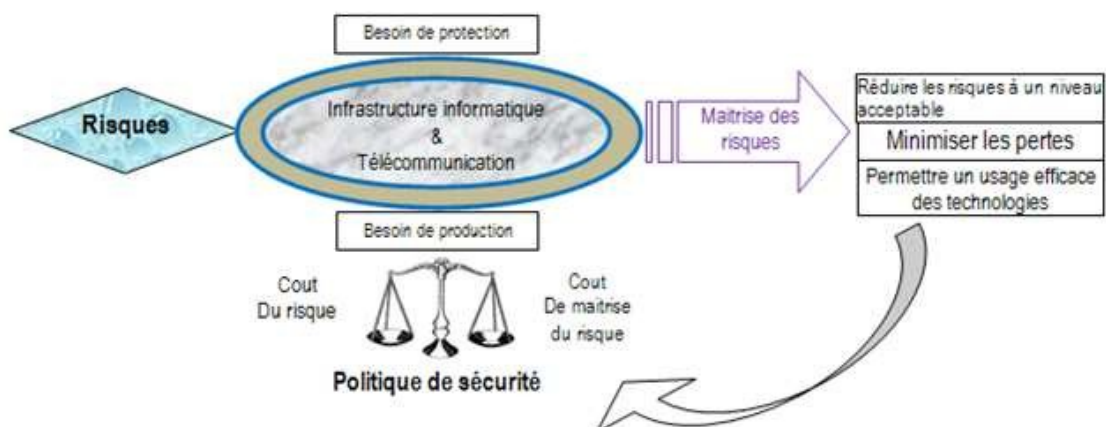 Besoin de protection
Risques
Infrastructure informatique
&
Télécommunication
Maitrise des
risques
Réduire les risques à un niveau
acceptable
Minimiser les pertes
Permettre un usage efficace
des technologies
Besoin de production
Cout
Du risque
Cout
De maitrise
du risque
Politique de sécurité